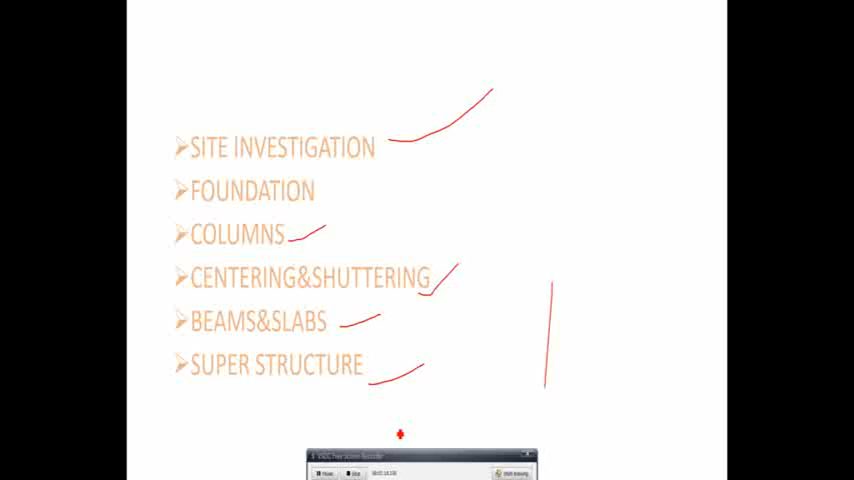 SITE INVESTIGATION
FOUNDATION
COLUMNS
CENTERING&SHUTTERING
BEAMS&SLABS
SUPER STRUCTURE